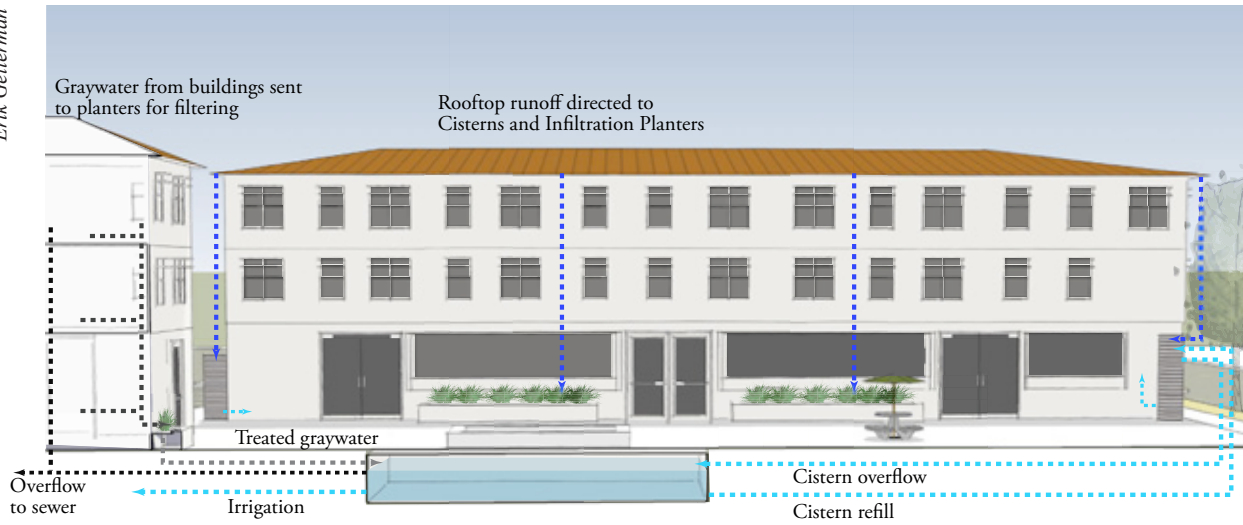 Erik Gellerman
Graywater from buildings sent
to planters for filtering
Rooftop runoff directed to
Cisterns and Infiltration Planters
Treated graywater
Overflow
to sewer
Irrigation
Cistern overflow
Cistern refill